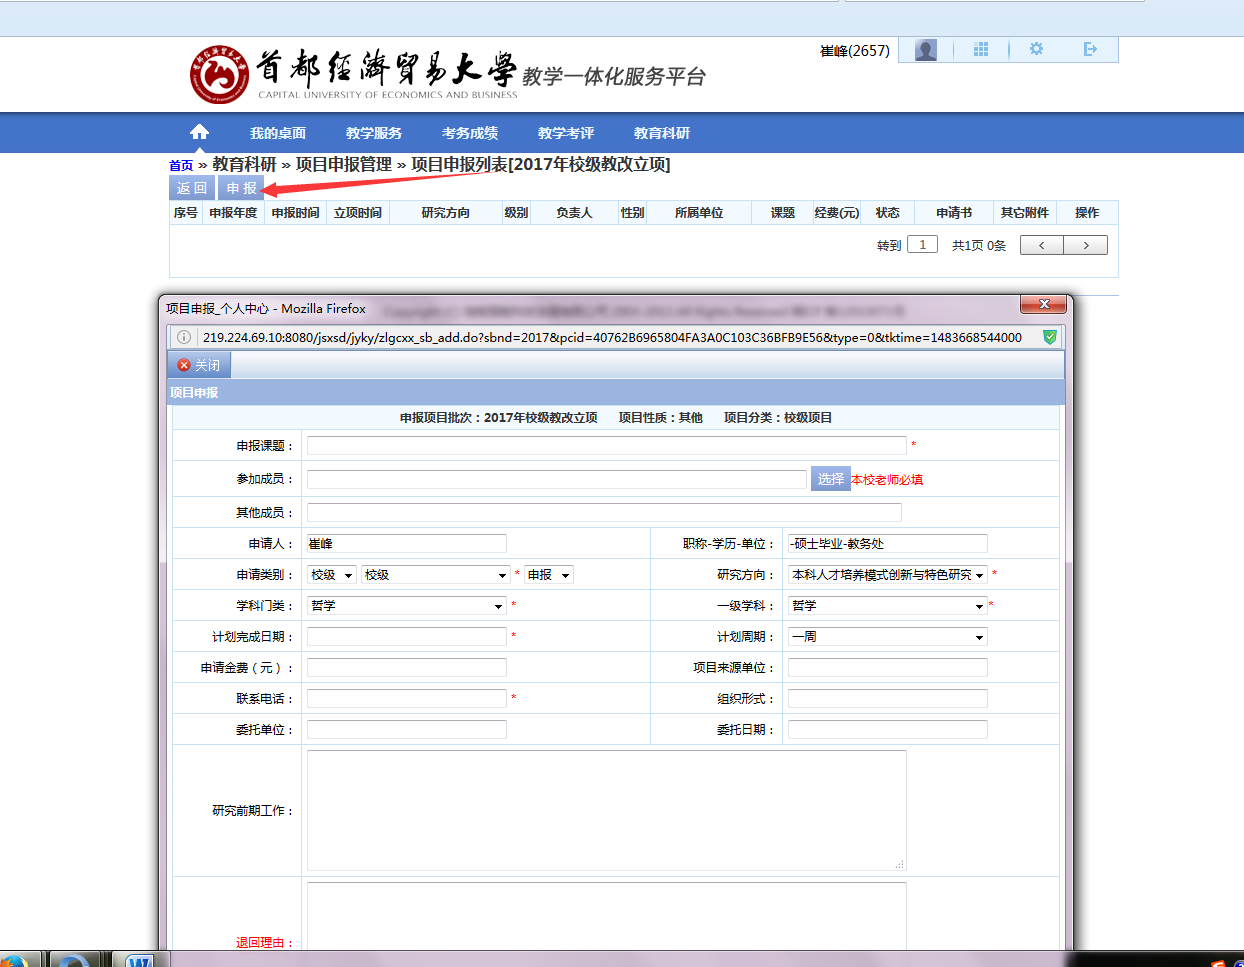 崔峰(2657)
首都经济贸易大学 教学一体化服务平台
CAPITAL UNIVERSITY OF ECONOMICS AND BUSINESS
我的桌面 教学服务 考务成绩 教学考评 教育科研
首页 » 教育科研 » 项目申报管理 » 项目申报列表[2017年校级教改立项]
返 回 申 报
序号 申报年度 申报时间 立项时间 研究方向 级别 负责人 性别 所属单位 课题 经费(元) 状态 申请书 其它附件 操作
转到 1 共1页 0条 < >
项目申报_个人中心 - Mozilla Firefox
219.224.69.10:8080/jsxsd/jyky/zlgcxx_sb_add.do?sbnd=2017&pcid=40762B6965804FA3A0C103C36BFB9E56&type=0&tktime=1483668544000
关闭
项目申报
申报项目批次：2017年校级教改立项 项目性质：其他 项目分类：校级项目
申报课题： *
参加成员： 选择 本校老师必填
其他成员：
申请人： 崔峰 职称-学历-单位： -硕士毕业-教务处
申请类别： 校级 校级 * 申报 研究方向： 本科人才培养模式创新与特色研究 *
学科门类： 哲学 * 一级学科： 哲学 *
计划完成日期： * 计划周期： 一周
申请金费（元）： 项目来源单位：
联系电话： * 组织形式：
委托单位： 委托日期：
研究前期工作：
退回理由：